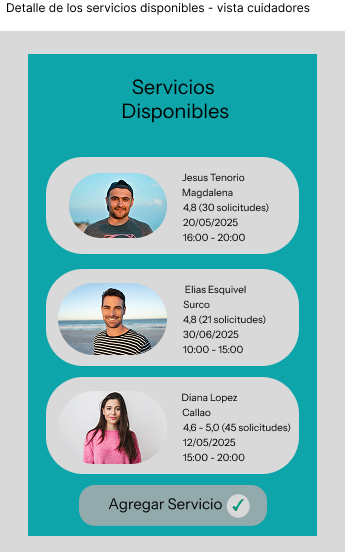 Detalle de los servicios disponibles - vista cuidadores
Servicios
Disponibles
Jesus Tenorio
Magdalena
4,8 (30 solicitudes)
20/05/2025
16:00 - 20:00
Elias Esquivel
Surco
4,8 (21 solicitudes)
30/06/2025
10:00 - 15:00
Diana Lopez
Callao
4,6 - 5,0 (45 solicitudes)
12/05/2025
15:00 - 20:00
Agregar Servicio